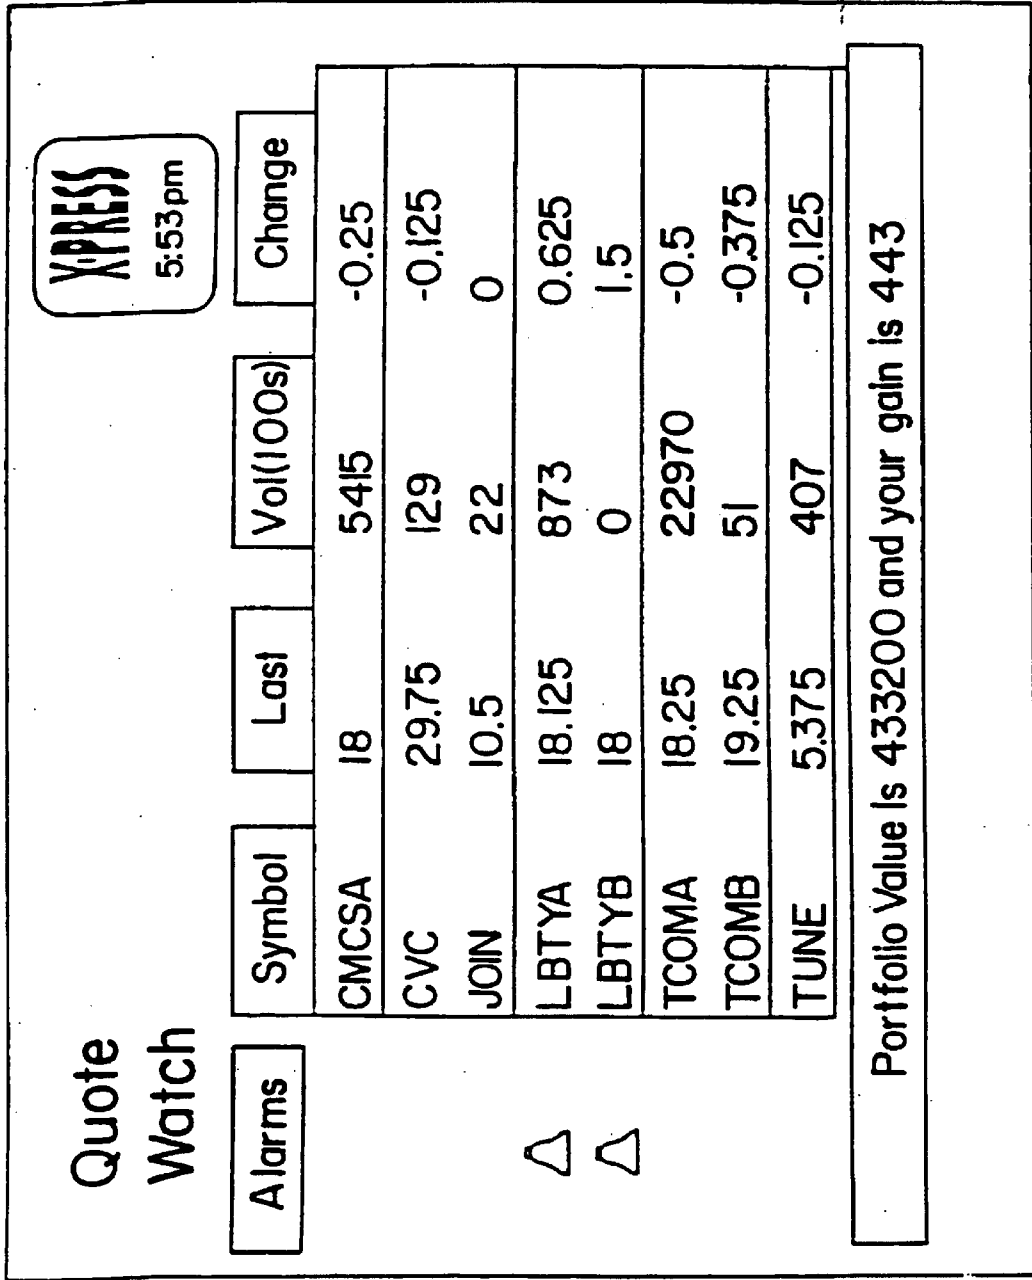 Quote
Watch
X·PRESS
5:53pm
Alarms Symbol Last Vol(100s) Change
CMCSA 18 5415 -0.25
CVC 29.75 129 -0.125
JOIN 10.5 22 0
LBTYA 18.125 873 0.625
LBTYB 18 0 1.5
TCOMA 18.25 22970 -0.5
TCOMB 19.25 51 -0.375
TUNE 5.375 407 -0.125
Portfolio Value Is 433200 and your gain is 443